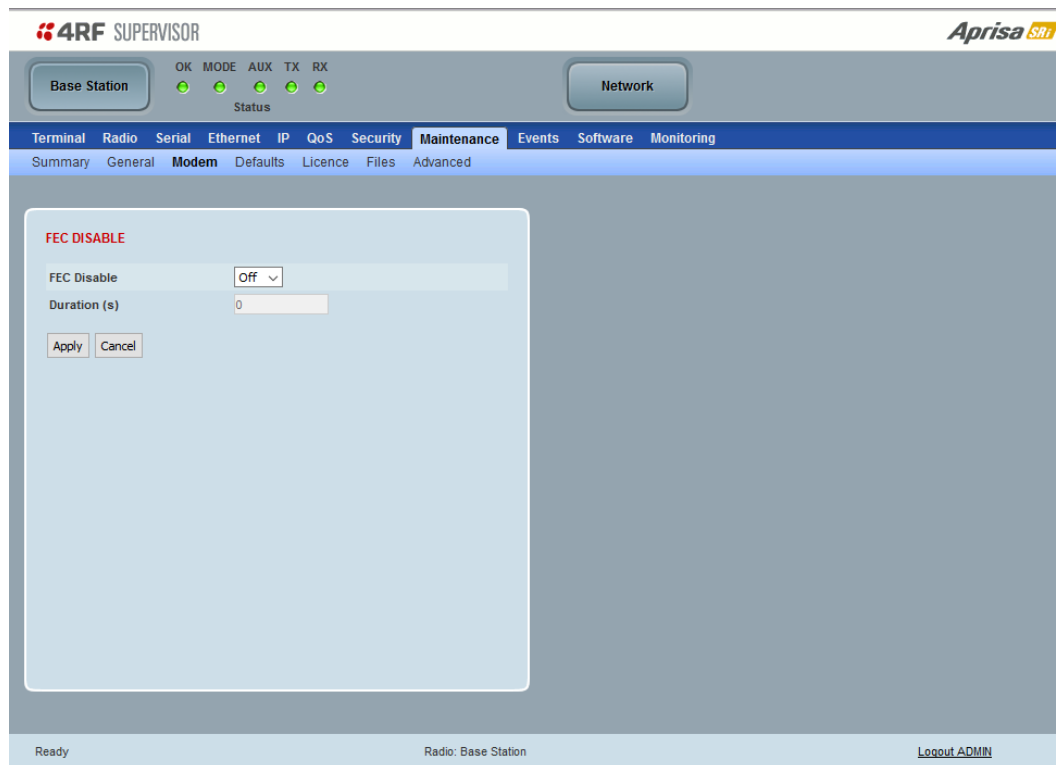 4RF SUPERVISOR
Aprisa SRi
Base Station
OK MODE AUX TX RX
Status
Network
Terminal Radio Serial Ethernet IP QoS Security Maintenance Events Software Monitoring
Summary General Modem Defaults Licence Files Advanced
FEC DISABLE
FEC Disable Off
Duration (s) 0
Apply Cancel
Ready Radio: Base Station Logout ADMIN